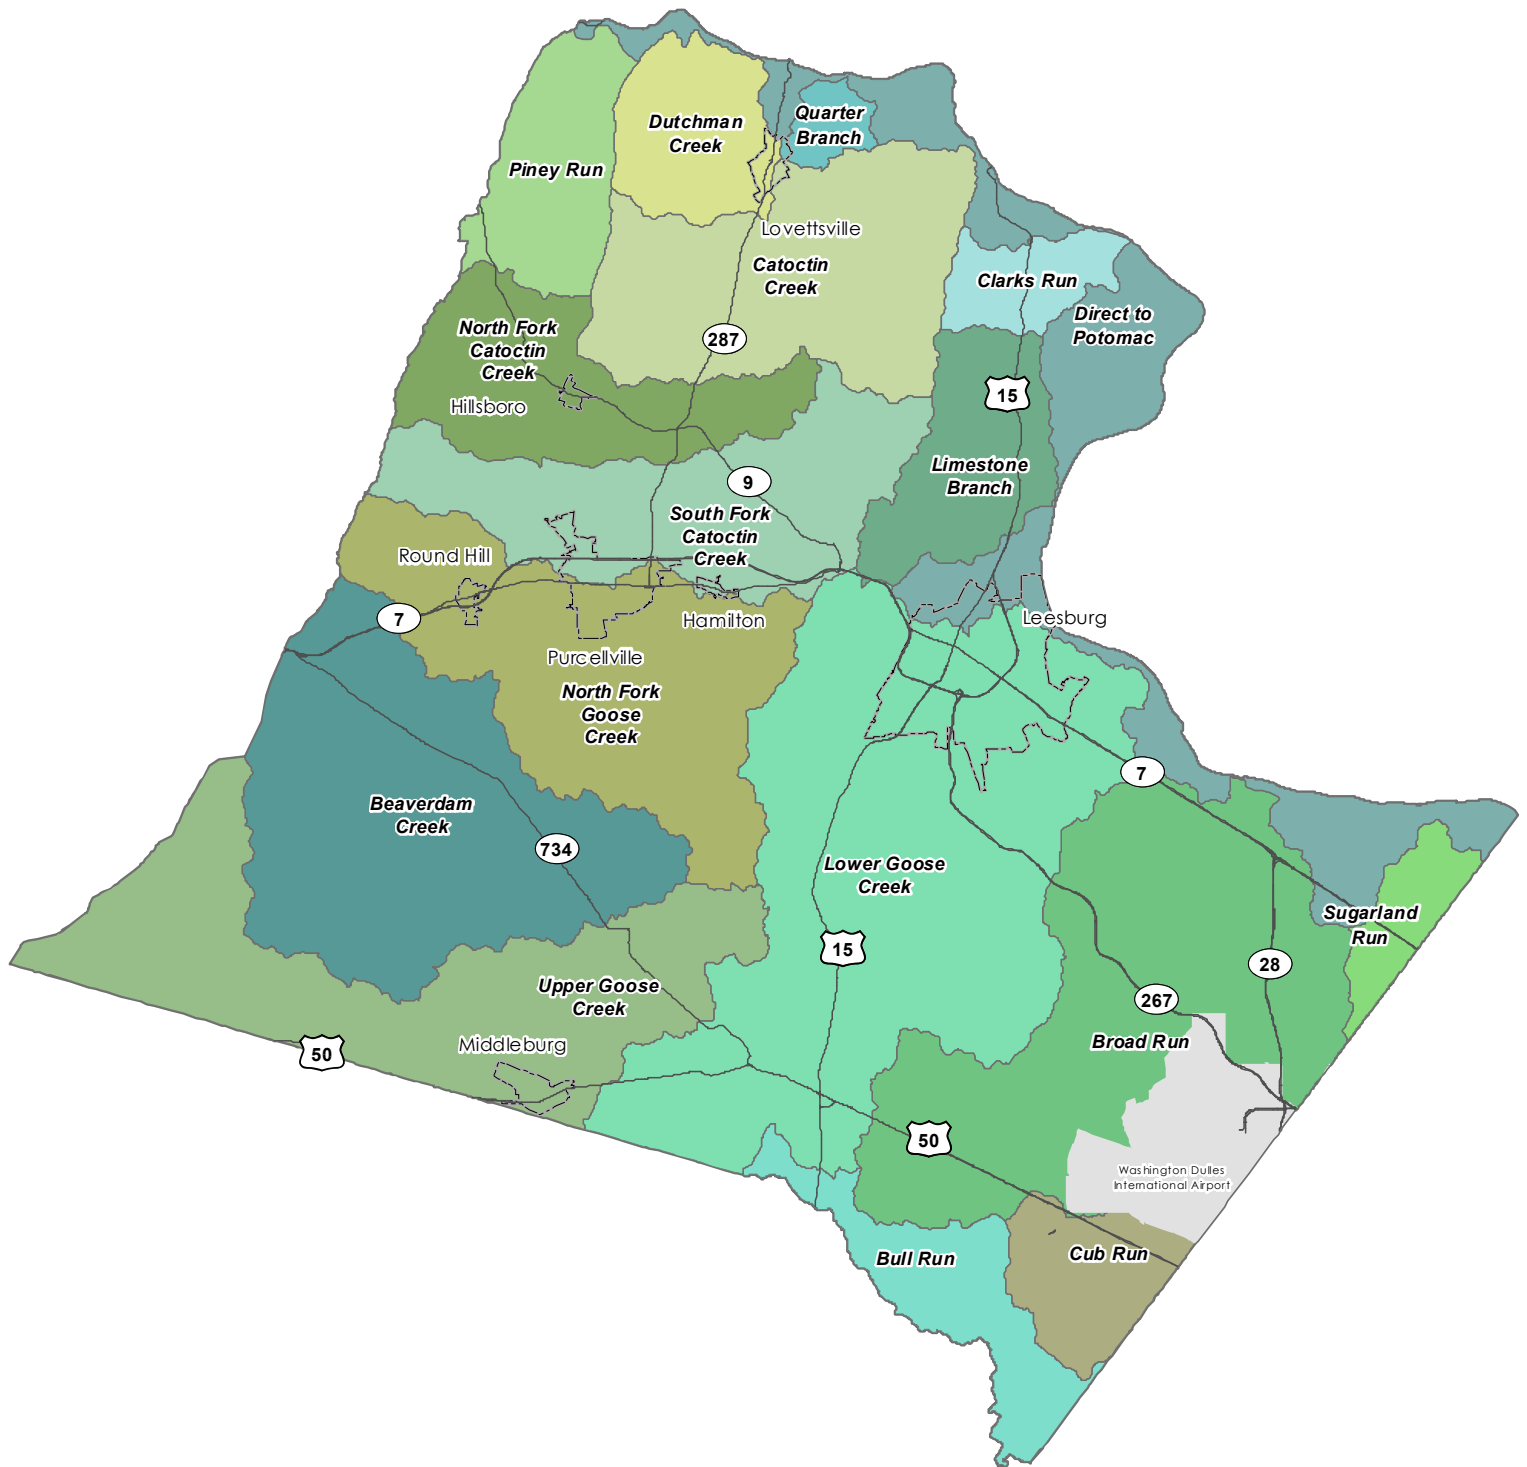 Dutchman
Creek
Quarter
Branch
Piney Run
Lovettsville
Catoctin
Creek
Clarks Run
Direct to
Potomac
North Fork
Catoctin
Creek
287
Hillsboro
15
Limestone
Branch
9
South Fork
Catoctin
Creek
Round Hill
7
Hamilton
Leesburg
Purcellville
North Fork
Goose
Creek
7
Beaverdam
Creek
734
Lower Goose
Creek
Sugarland
Run
15
28
Upper Goose
Creek
267
Broad Run
Middleburg
50
50
Washington Dulles
International Airport
Bull Run
Cub Run